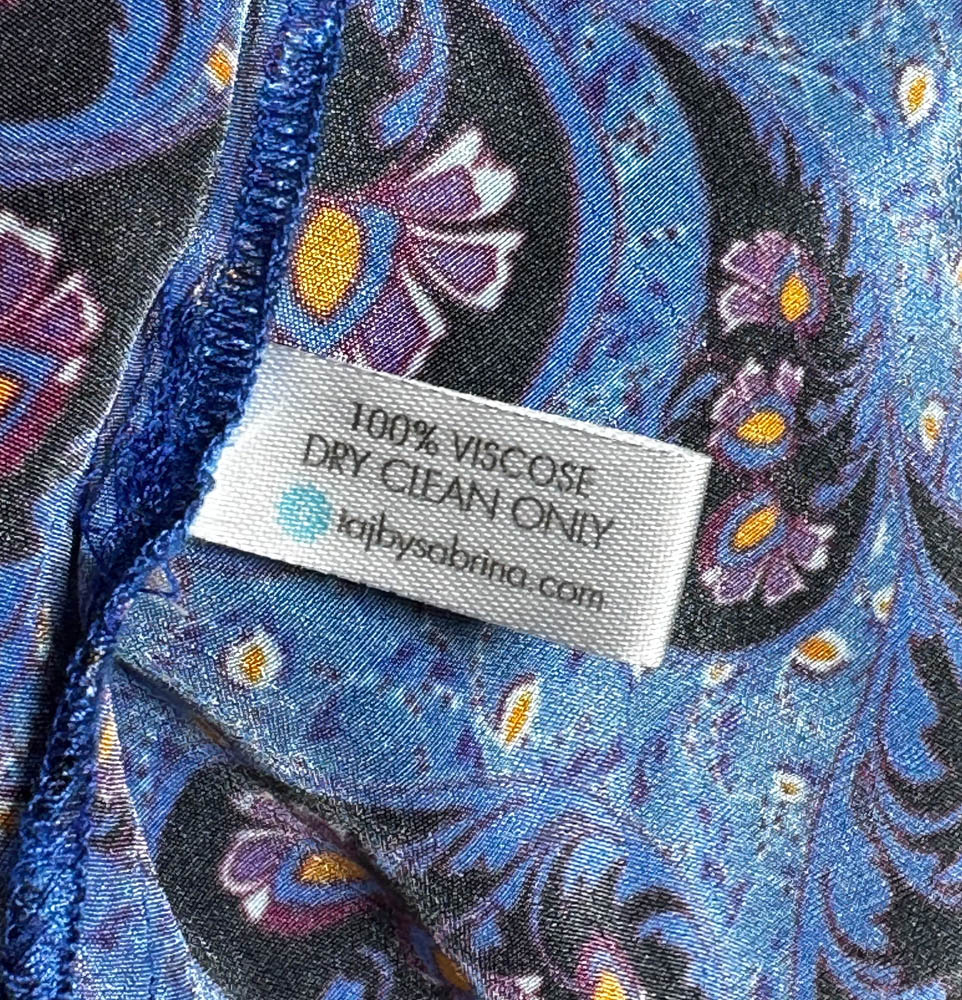 100% VISCOSE
DRY CLEAN ONLY
tajbysabrina.com